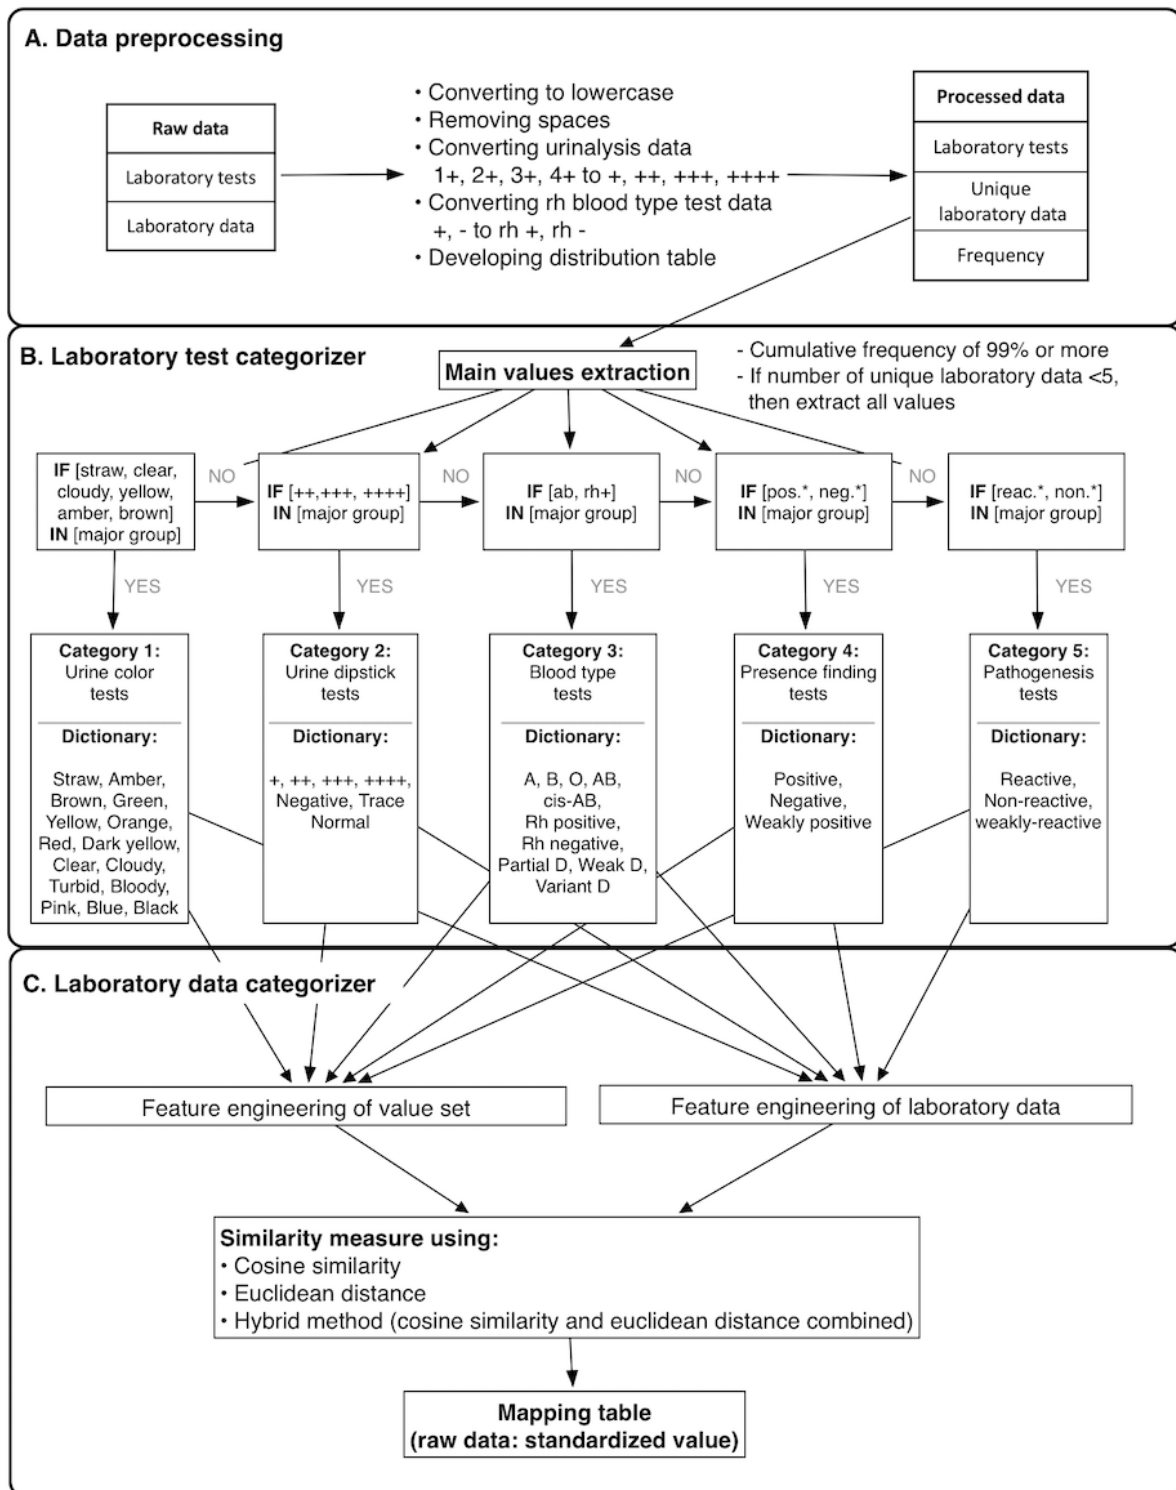 A. Data preprocessing
Raw data
Laboratory tests
Laboratory data
• Converting to lowercase
• Removing spaces
• Converting urinalysis data
1+, 2+, 3+, 4+ to +, ++, +++, ++++
• Converting rh blood type test data
+, - to rh +, rh -
• Developing distribution table
Processed data
Laboratory tests
Unique
laboratory data
Frequency
B. Laboratory test categorizer
Main values extraction
- Cumulative frequency of 99% or more
- If number of unique laboratory data <5,
then extract all values
IF [straw, clear,
cloudy, yellow,
amber, brown]
IN [major group]
NO
IF [++,+++, ++++]
IN [major group]
NO
IF [ab, rh+]
IN [major group]
NO
IF [pos.*, neg.*]
IN [major group]
NO
IF [reac.*, non.*]
IN [major group]
YES
YES
YES
YES
YES
Category 1:
Urine color
tests
Dictionary:
Straw, Amber,
Brown, Green,
Yellow, Orange,
Red, Dark yellow,
Clear, Cloudy,
Turbid, Bloody,
Pink, Blue, Black
Category 2:
Urine dipstick
tests
Dictionary:
+, ++, +++, ++++,
Negative, Trace
Normal
Category 3:
Blood type
tests
Dictionary:
A, B, O, AB,
cis-AB,
Rh positive,
Rh negative,
Partial D, Weak D,
Variant D
Category 4:
Presence finding
tests
Dictionary:
Positive,
Negative,
Weakly positive
Category 5:
Pathogenesis
tests
Dictionary:
Reactive,
Non-reactive,
weakly-reactive
C. Laboratory data categorizer
Feature engineering of value set
Feature engineering of laboratory data
Similarity measure using:
• Cosine similarity
• Euclidean distance
• Hybrid method (cosine similarity and euclidean distance combined)
Mapping table
(raw data: standardized value)